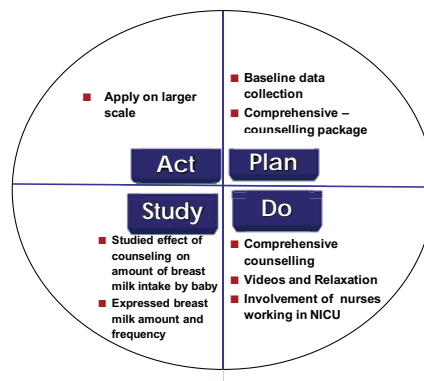 Apply on larger
scale
Baseline data
collection
Comprehensive –
counselling package
Act
Plan
Study
Do
Studied effect of
counseling on
amount of breast
milk intake by baby
Expressed breast
milk amount and
frequency
Comprehensive
counselling
Videos and Relaxation
Involvement of nurses
working in NICU